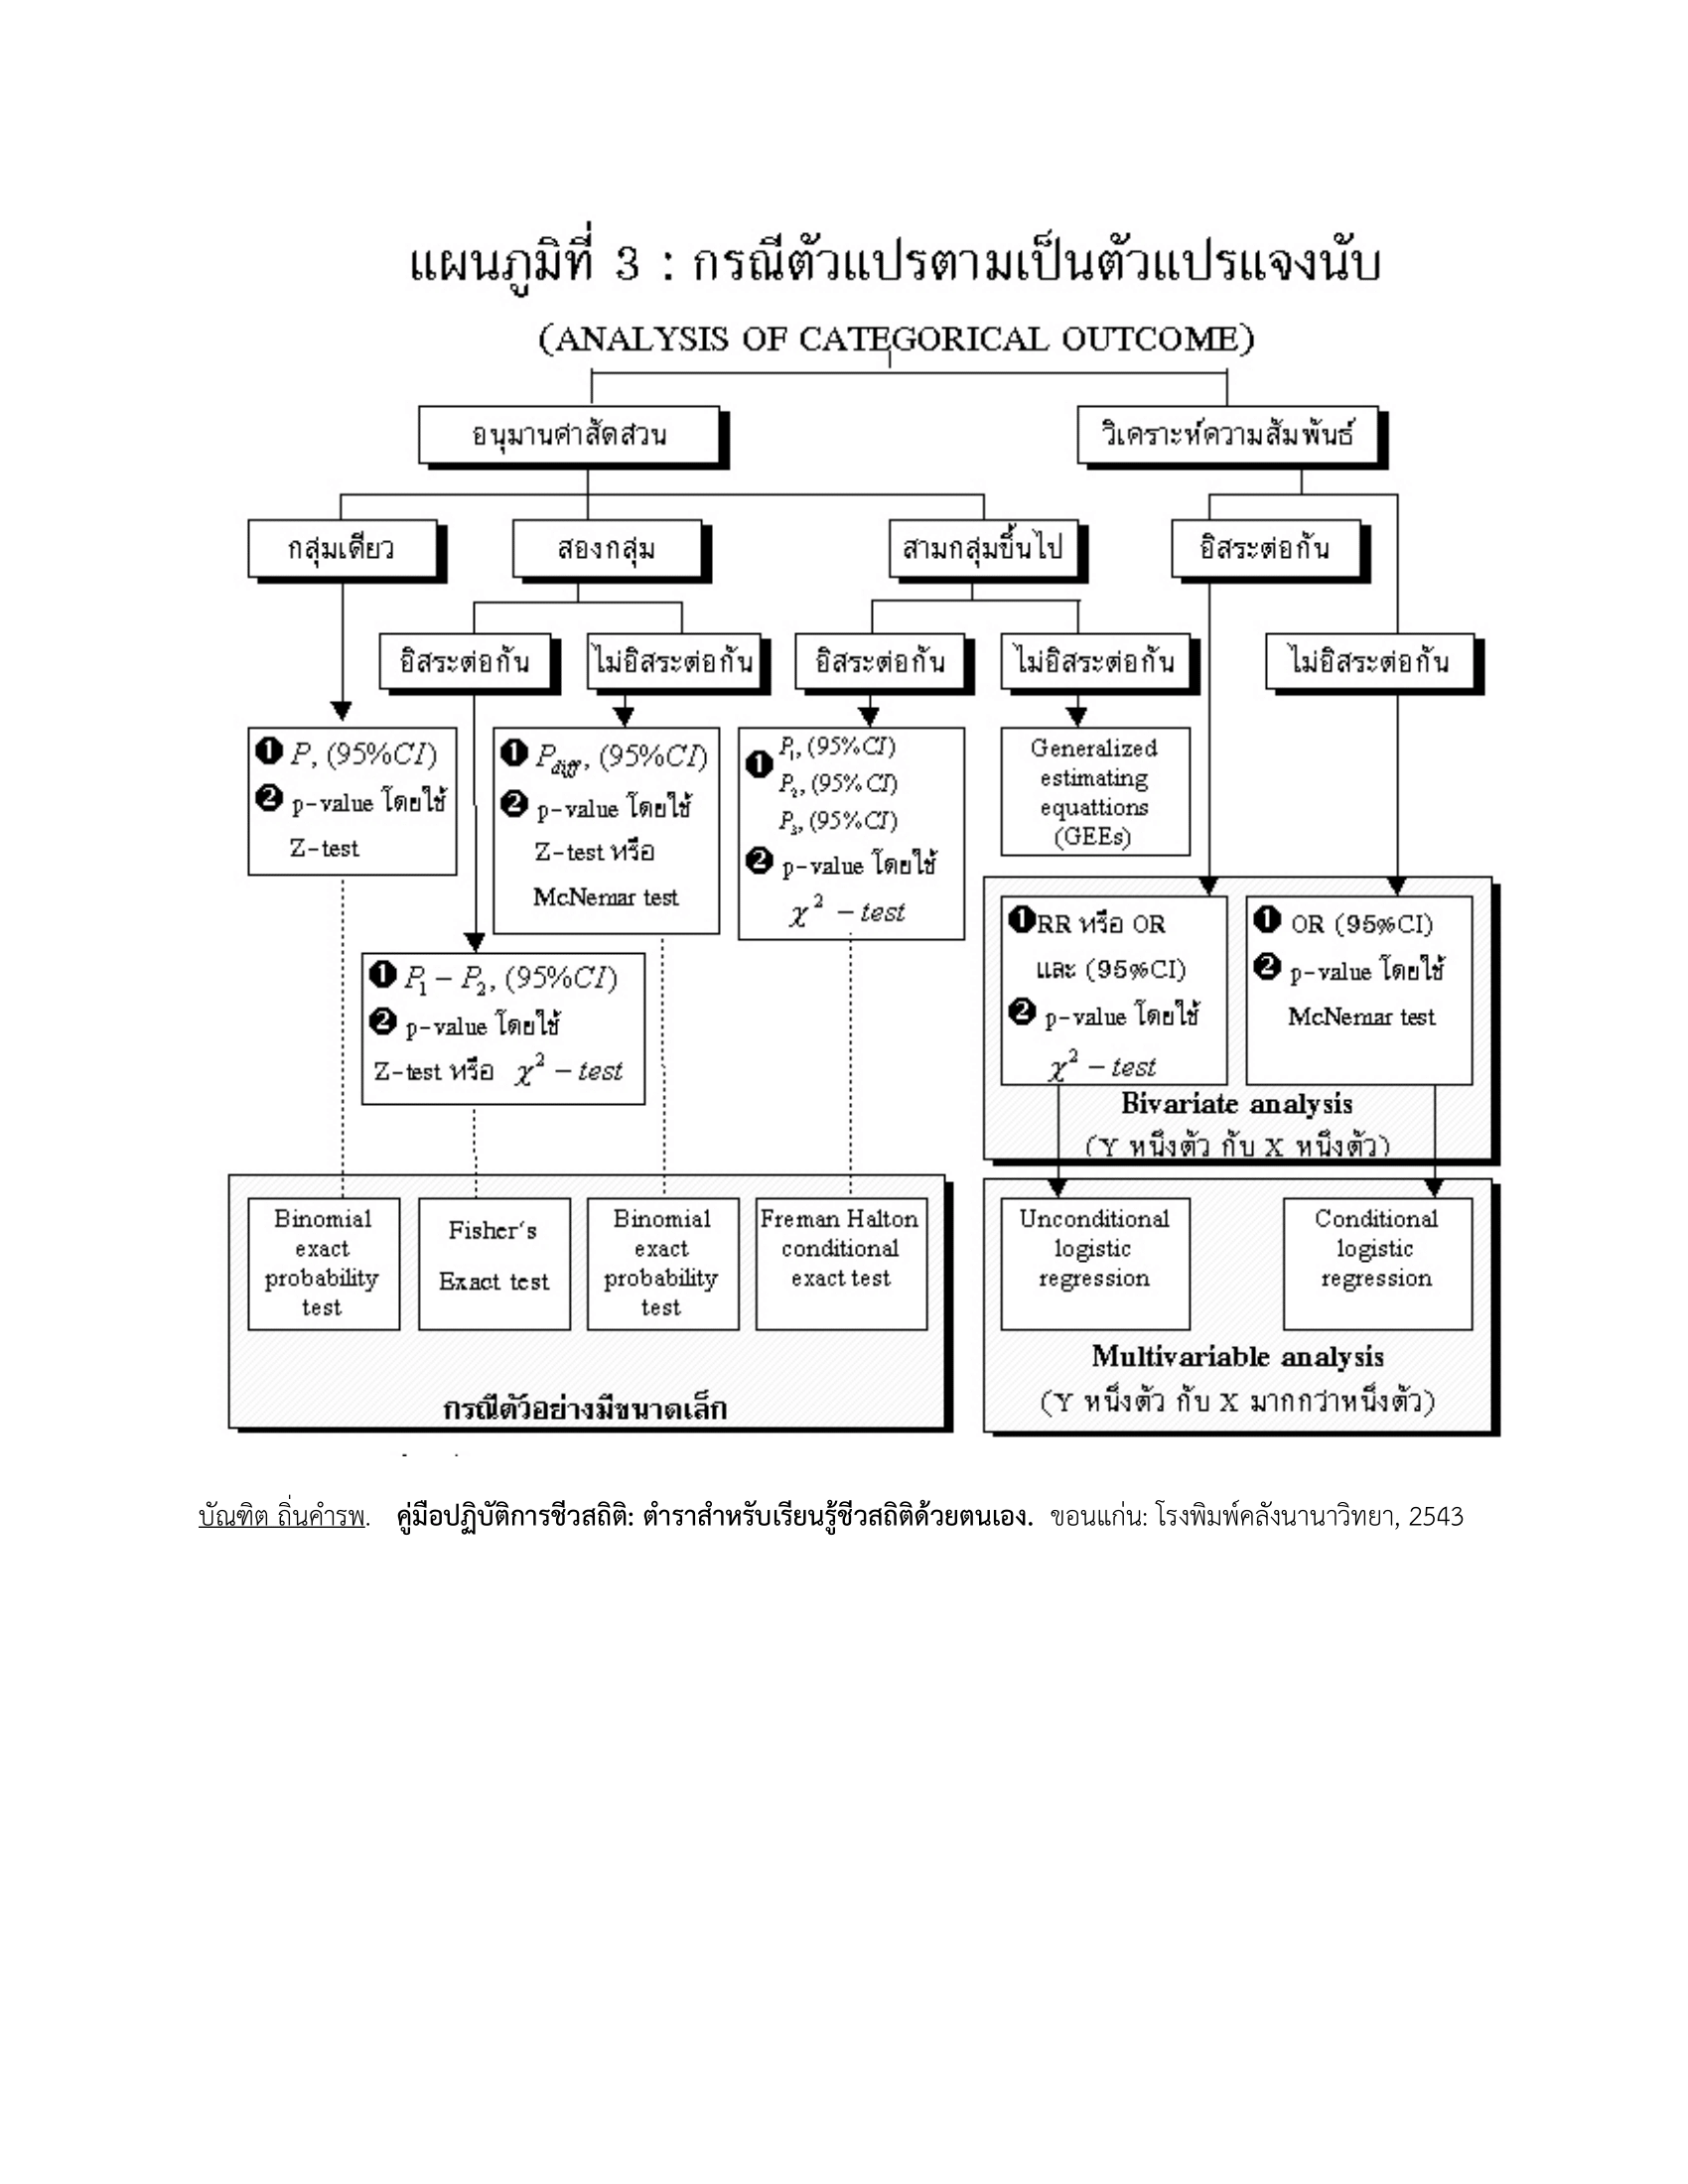 แผนภูมิที่ 3 : กรณีตัวแปรตามเป็นตัวแปรแจงนับ
(ANALYSIS OF CATEGORICAL OUTCOME)
อนุมานค่าสัดส่วน
วิเคราะห์ความสัมพันธ์
กลุ่มเดียว
สองกลุ่ม
สามกลุ่มขึ้นไป
อิสระต่อกัน
อิสระต่อกัน
ไม่อิสระต่อกัน
อิสระต่อกัน
ไม่อิสระต่อกัน
ไม่อิสระต่อกัน
❶ P, (95%CI)
❷ p-value โดยใช้
Z-test
❶ P_diff, (95%CI)
❷ p-value โดยใช้
Z-test หรือ
McNemar test
❶ P₁, (95%CI)
P₂, (95%CI)
P₃, (95%CI)
❷ p-value โดยใช้
χ² – test
Generalized
estimating
equattions
(GEEs)
❶ P₁ – P₂, (95%CI)
❷ p-value โดยใช้
Z-test หรือ χ² – test
❶RR หรือ OR
และ (95%CI)
❷ p-value โดยใช้
χ² – test
❶ OR (95%CI)
❷ p-value โดยใช้
McNemar test
Bivariate analysis
(Y หนึ่งตัว กับ X หนึ่งตัว)
Binomial
exact
probability
test
Fisher's
Exact test
Binomial
exact
probability
test
Freman Halton
conditional
exact test
กรณีตัวอย่างมีขนาดเล็ก
Unconditional
logistic
regression
Conditional
logistic
regression
Multivariable analysis
(Y หนึ่งตัว กับ X มากกว่าหนึ่งตัว)
บัณฑิต ถิ่นคำรพ. คู่มือปฏิบัติการชีวสถิติ: ตำราสำหรับเรียนรู้ชีวสถิติด้วยตนเอง. ขอนแก่น: โรงพิมพ์คลังนานาวิทยา, 2543